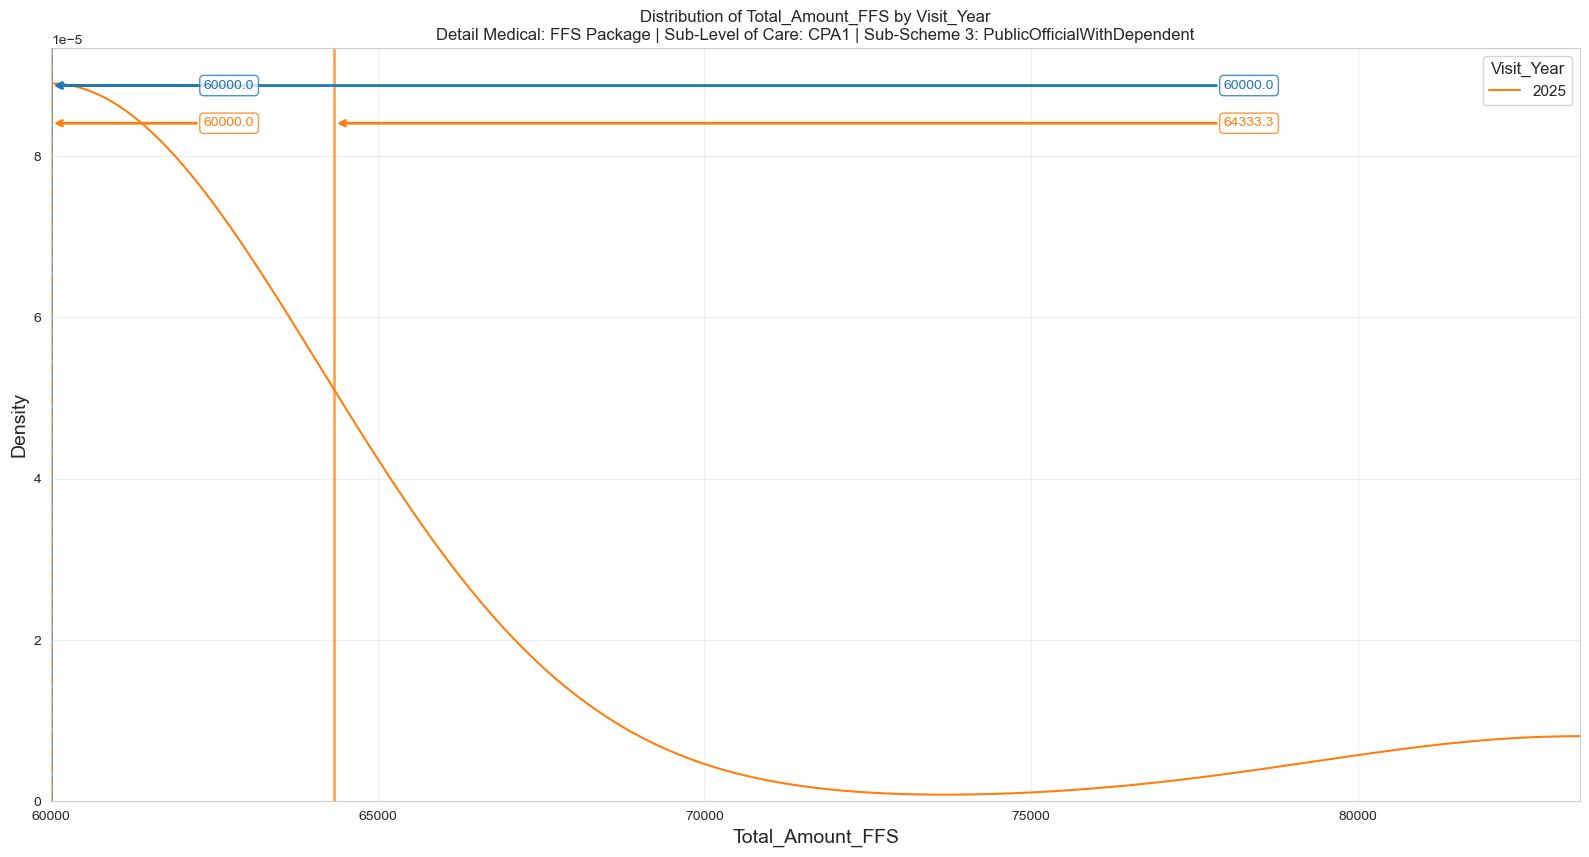 Distribution of Total_Amount_FFS by Visit_Year
Detail Medical: FFS Package | Sub-Level of Care: CPA1 | Sub-Scheme 3: PublicOfficialWithDependent
1e−5
Visit_Year
2025
60000.0
60000.0
60000.0
64333.3
8
6
4
2
0
Density
60000
65000
70000
75000
80000
Total_Amount_FFS